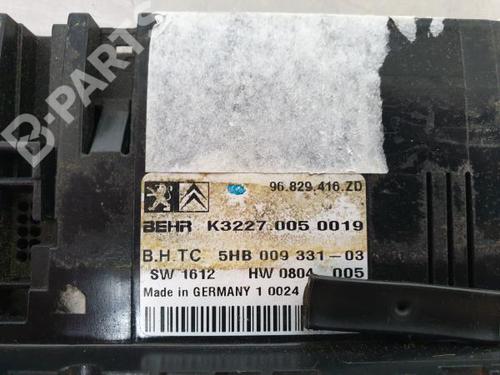 B-PARTS
96.829.416.ZD
BEHR K3227.005 0019
B.H.TC 5HB 009 331-03
SW 1612 HW 0804 005
Made in GERMANY 1 0024